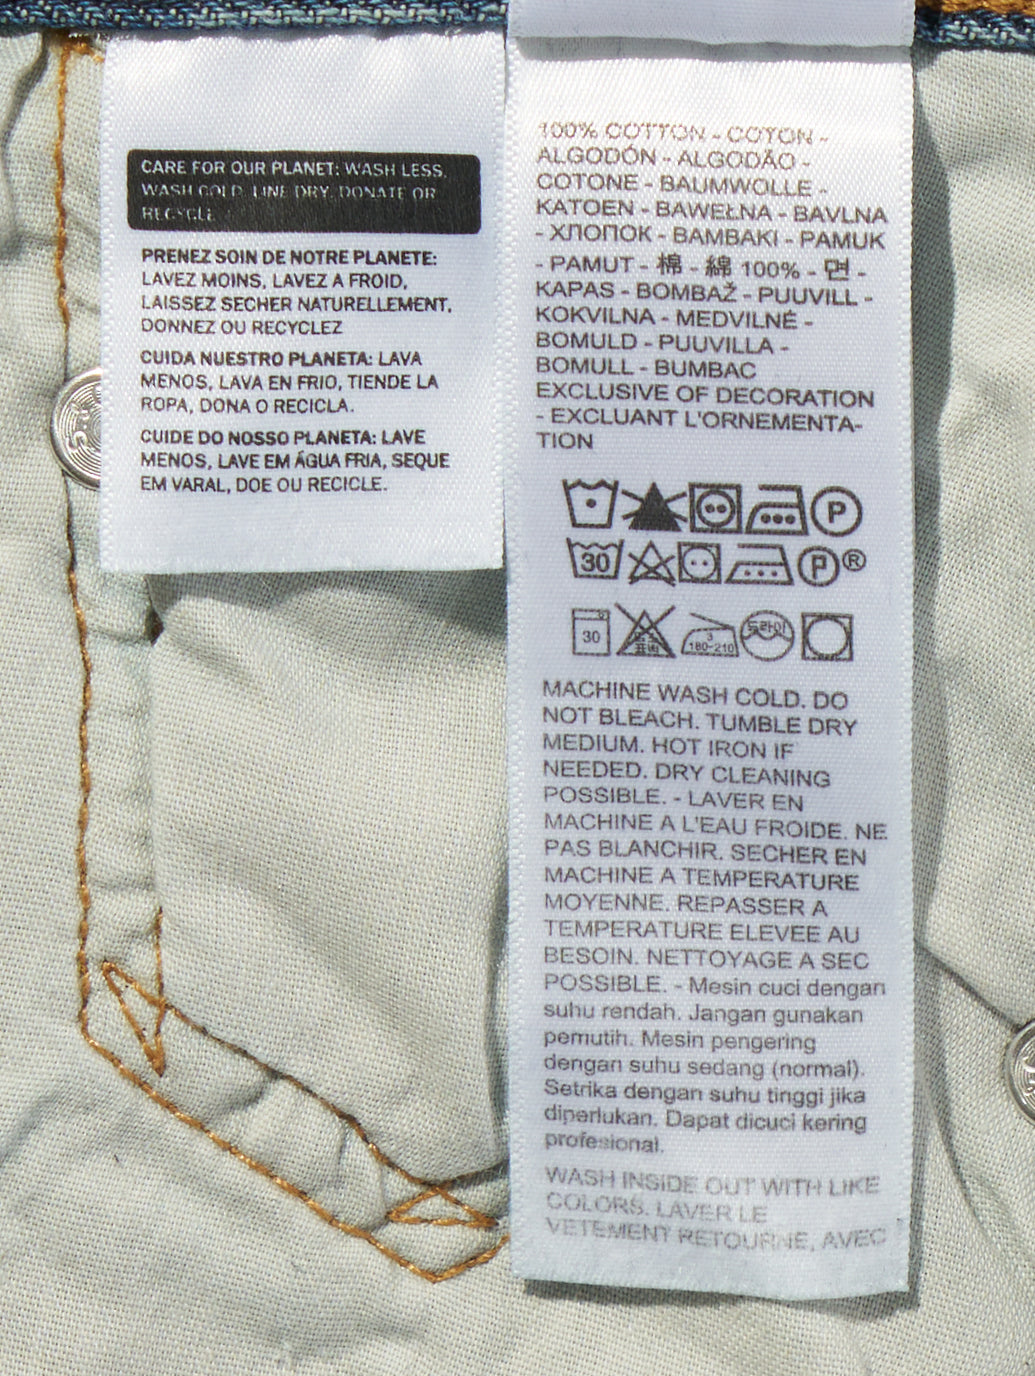 CARE FOR OUR PLANET: WASH LESS,
WASH COLD, LINE DRY, DONATE OR
RECYCLE
PRENEZ SOIN DE NOTRE PLANETE:
LAVEZ MOINS, LAVEZ A FROID,
LAISSEZ SECHER NATURELLEMENT,
DONNEZ OU RECYCLEZ
CUIDA NUESTRO PLANETA: LAVA
MENOS, LAVA EN FRIO, TIENDE LA
ROPA, DONA O RECICLA.
CUIDE DO NOSSO PLANETA: LAVE
MENOS, LAVE EM ÁGUA FRIA, SEQUE
EM VARAL, DOE OU RECICLE.
100% COTTON - COTON -
ALGODÓN - ALGODÃO -
COTONE - BAUMWOLLE -
KATOEN - BAWEŁNA - BAVLNA
- ХЛОПОК - BAMBAKI - PAMUK
- PAMUT - 棉 - 綿 100% - 면 -
KAPAS - BOMBAŽ - PUUVILL -
KOKVILNA - MEDVILNĖ -
BOMULD - PUUVILLA -
BOMULL - BUMBAC
EXCLUSIVE OF DECORATION
- EXCLUANT L'ORNEMENTA-
TION
P
30 P ®
30 3 180-210 드라이
MACHINE WASH COLD. DO
NOT BLEACH. TUMBLE DRY
MEDIUM. HOT IRON IF
NEEDED. DRY CLEANING
POSSIBLE. - LAVER EN
MACHINE A L'EAU FROIDE. NE
PAS BLANCHIR. SECHER EN
MACHINE A TEMPERATURE
MOYENNE. REPASSER A
TEMPERATURE ELEVEE AU
BESOIN. NETTOYAGE A SEC
POSSIBLE. - Mesin cuci dengan
suhu rendah. Jangan gunakan
pemutih. Mesin pengering
dengan suhu sedang (normal).
Setrika dengan suhu tinggi jika
diperlukan. Dapat dicuci kering
profesional.
WASH INSIDE OUT WITH LIKE
COLORS. LAVER LE
VETEMENT RETOURNE, AVEC